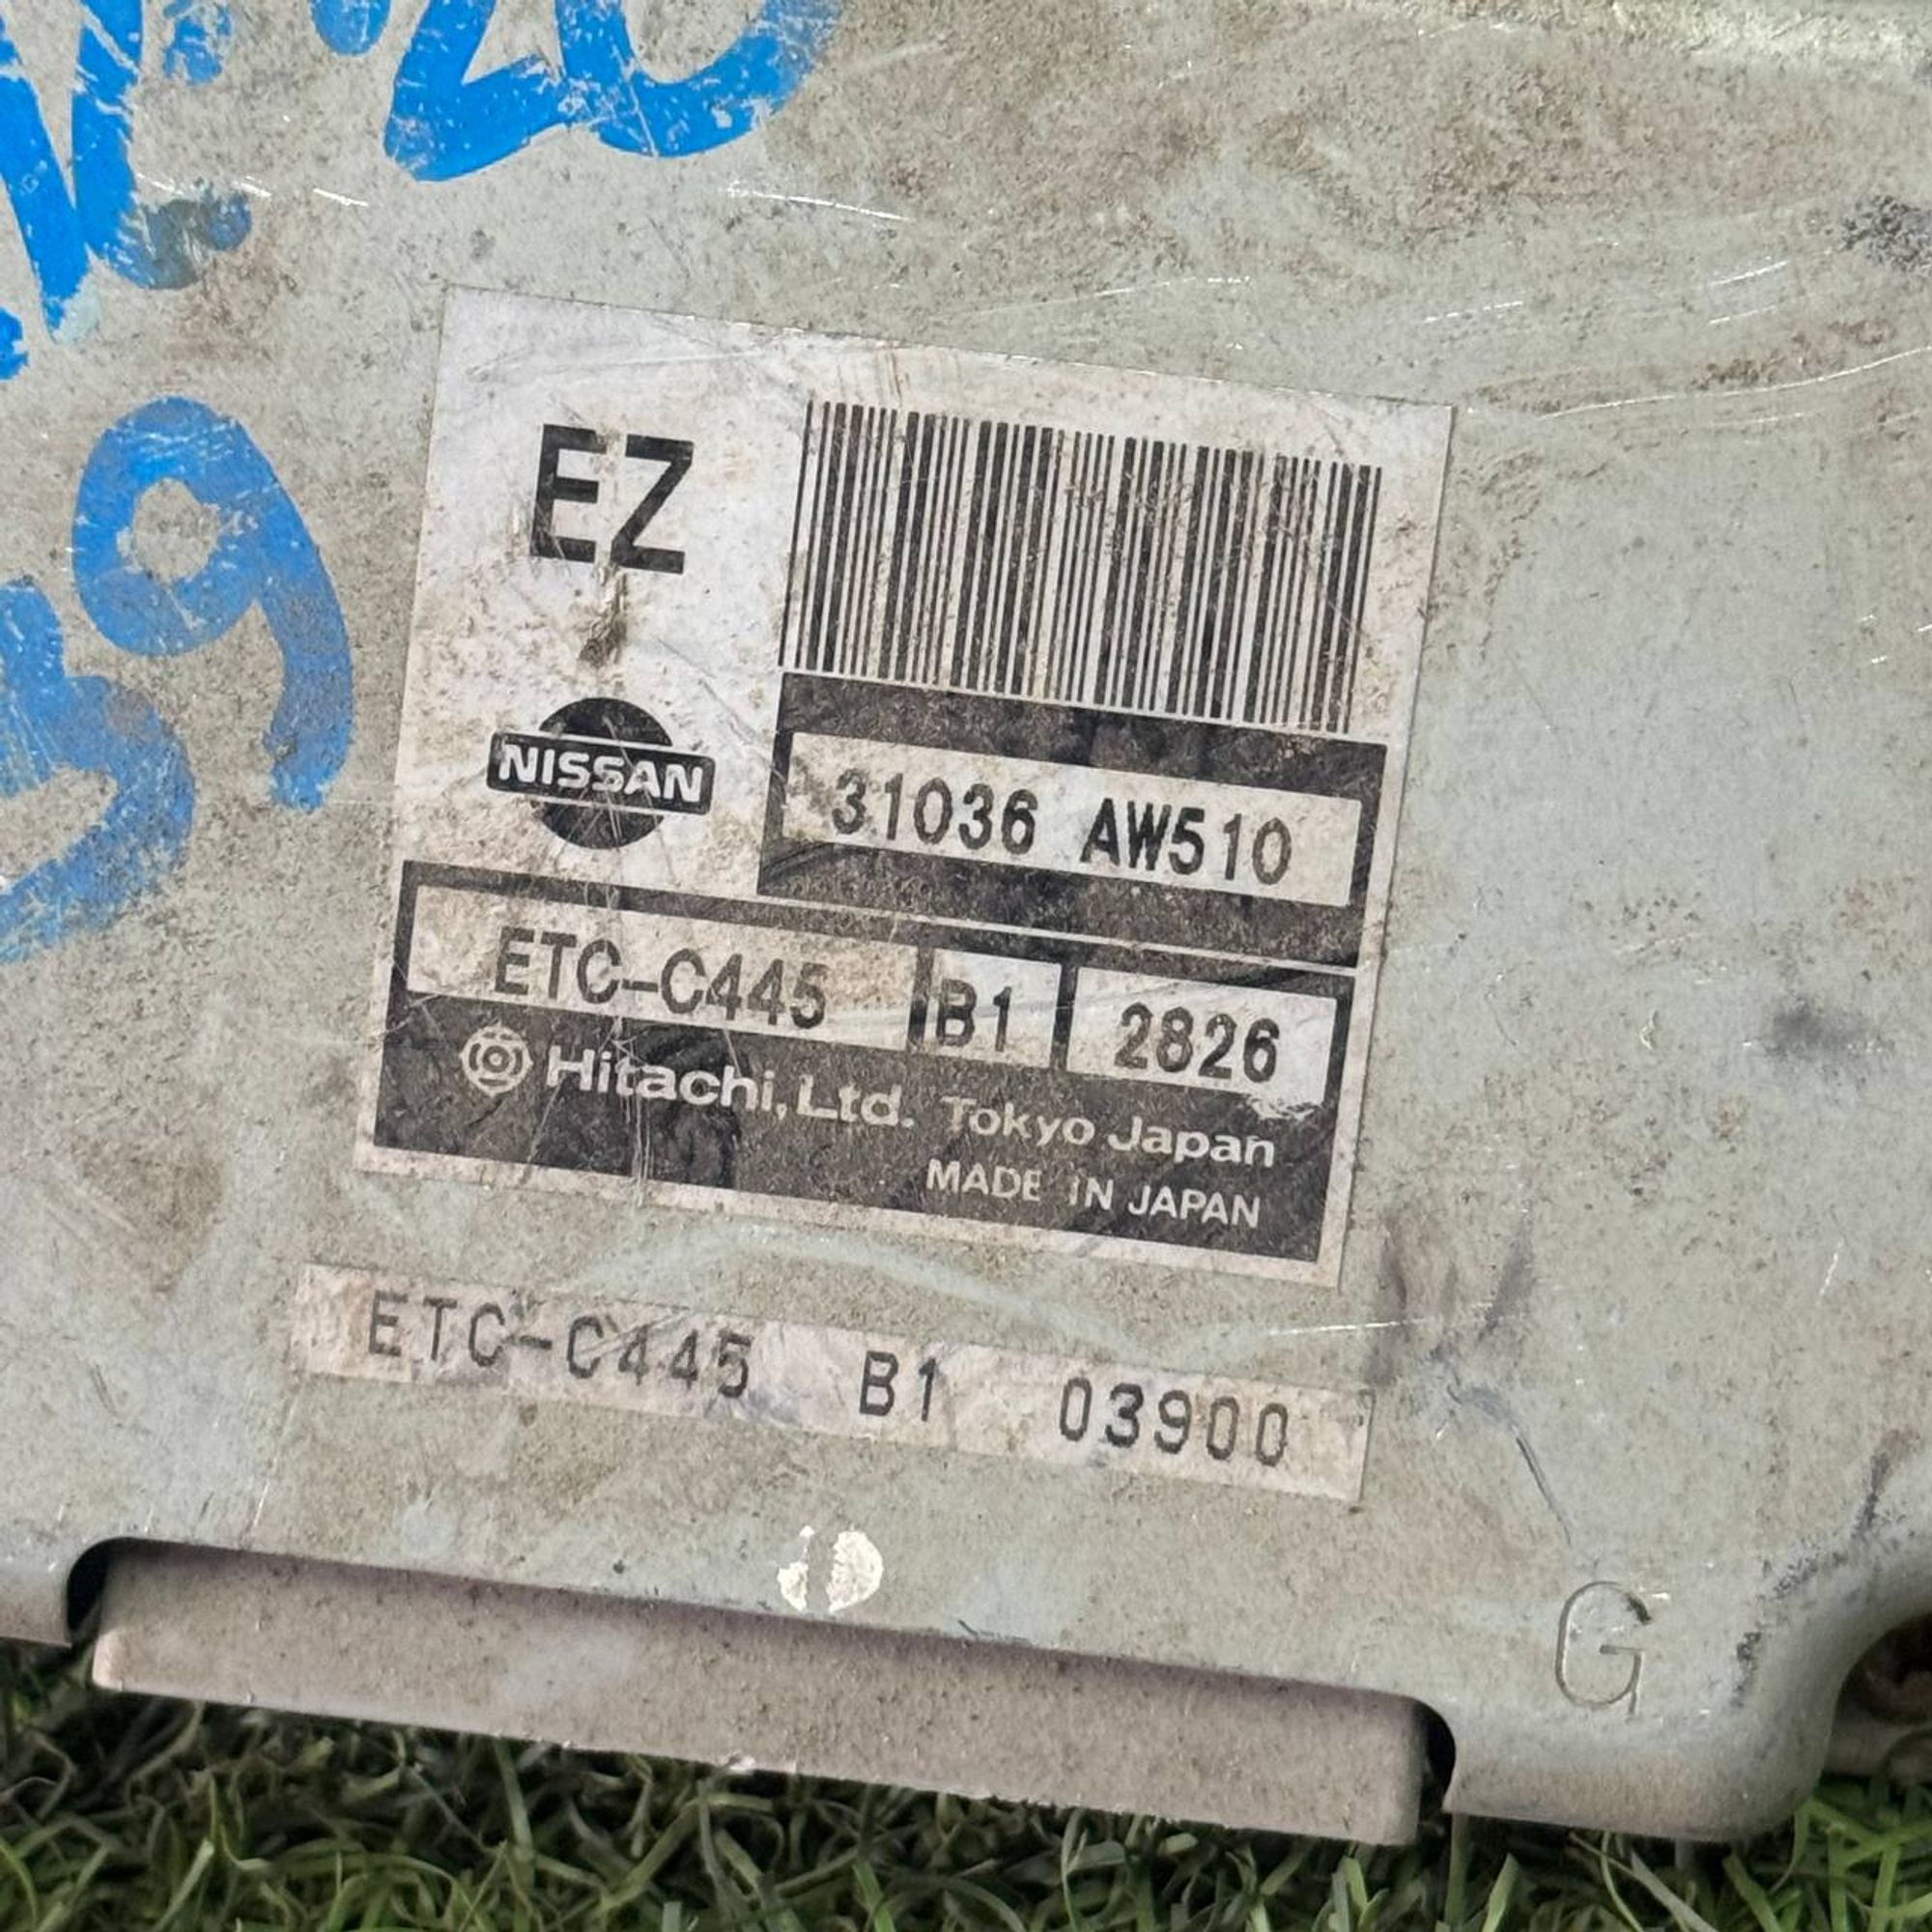 EZ
NISSAN
31036 AW510
ETC-C445 B1 2826
Hitachi, Ltd. Tokyo Japan
MADE IN JAPAN
ETC-C445 B1 03900
G